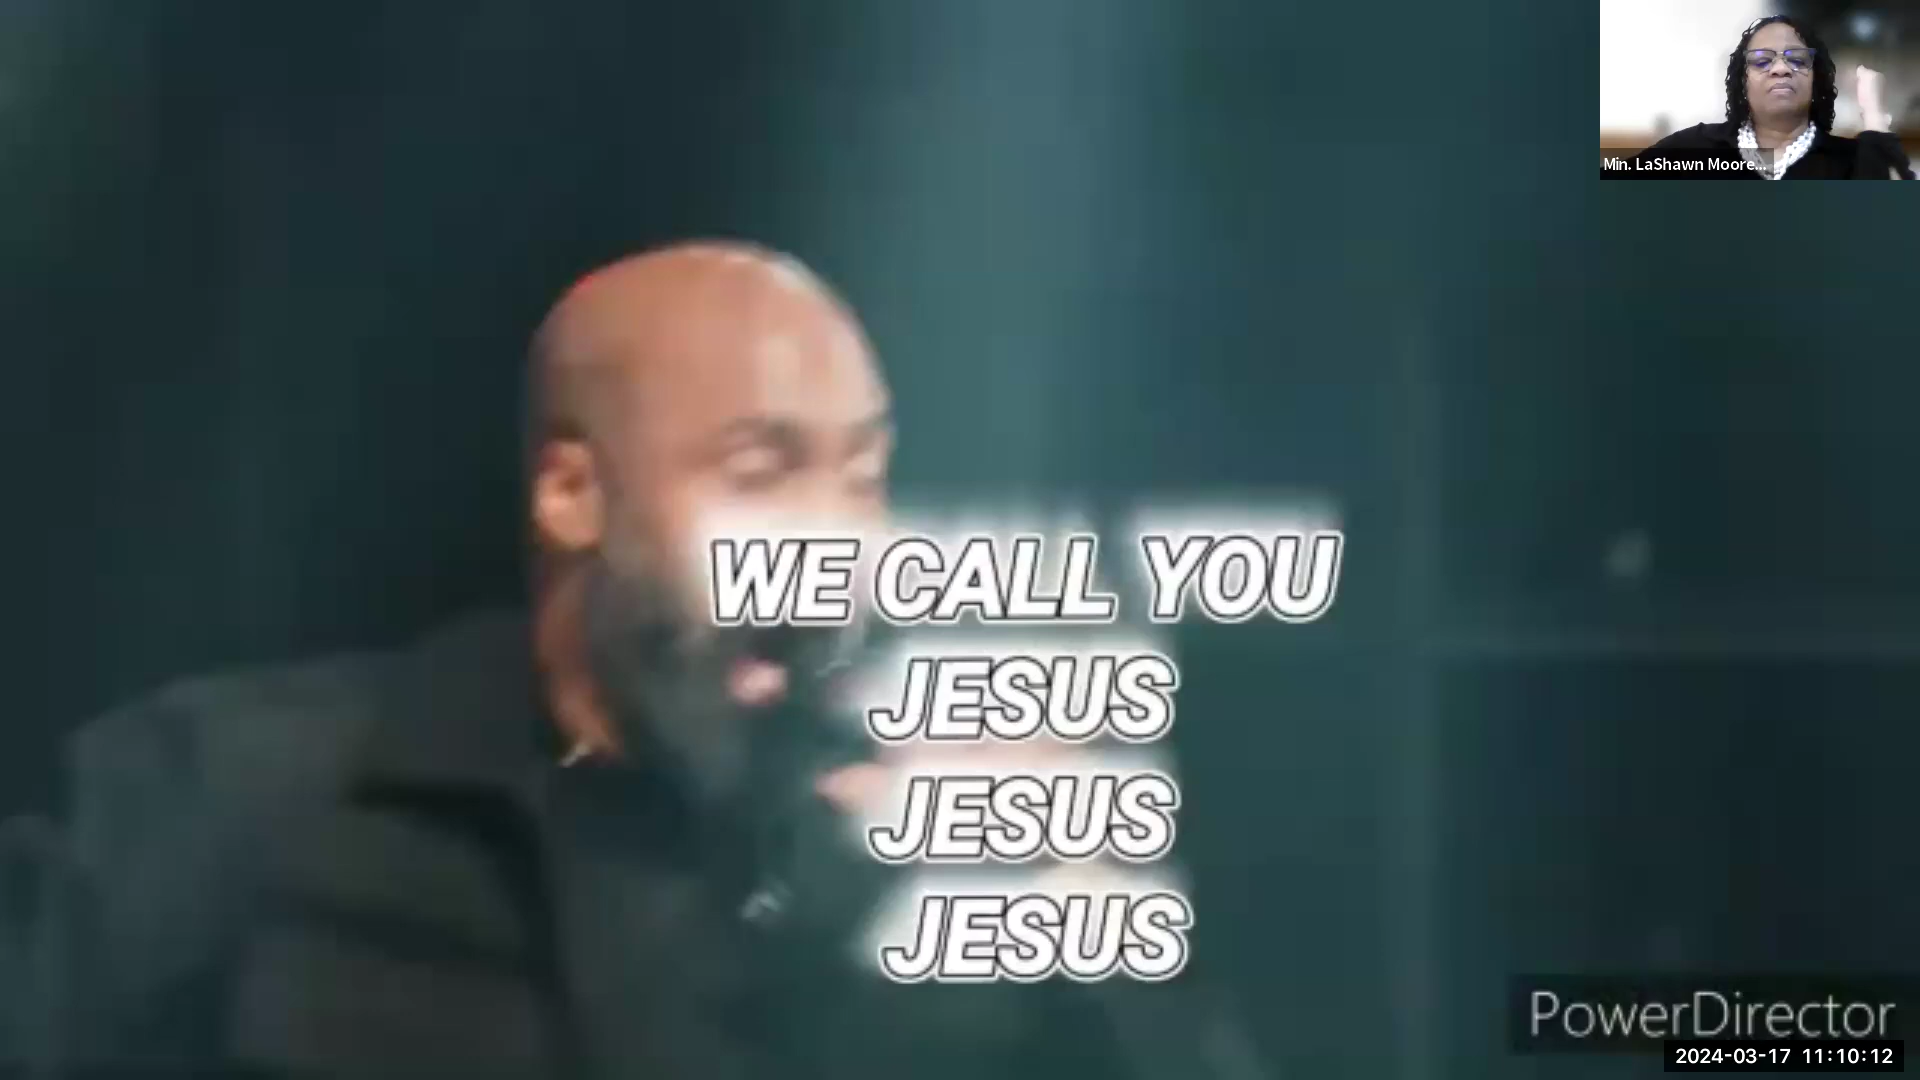 Min. LaShawn Moore...
WE CALL YOU
JESUS
JESUS
JESUS
PowerDirector
2024-03-17 11:10:12